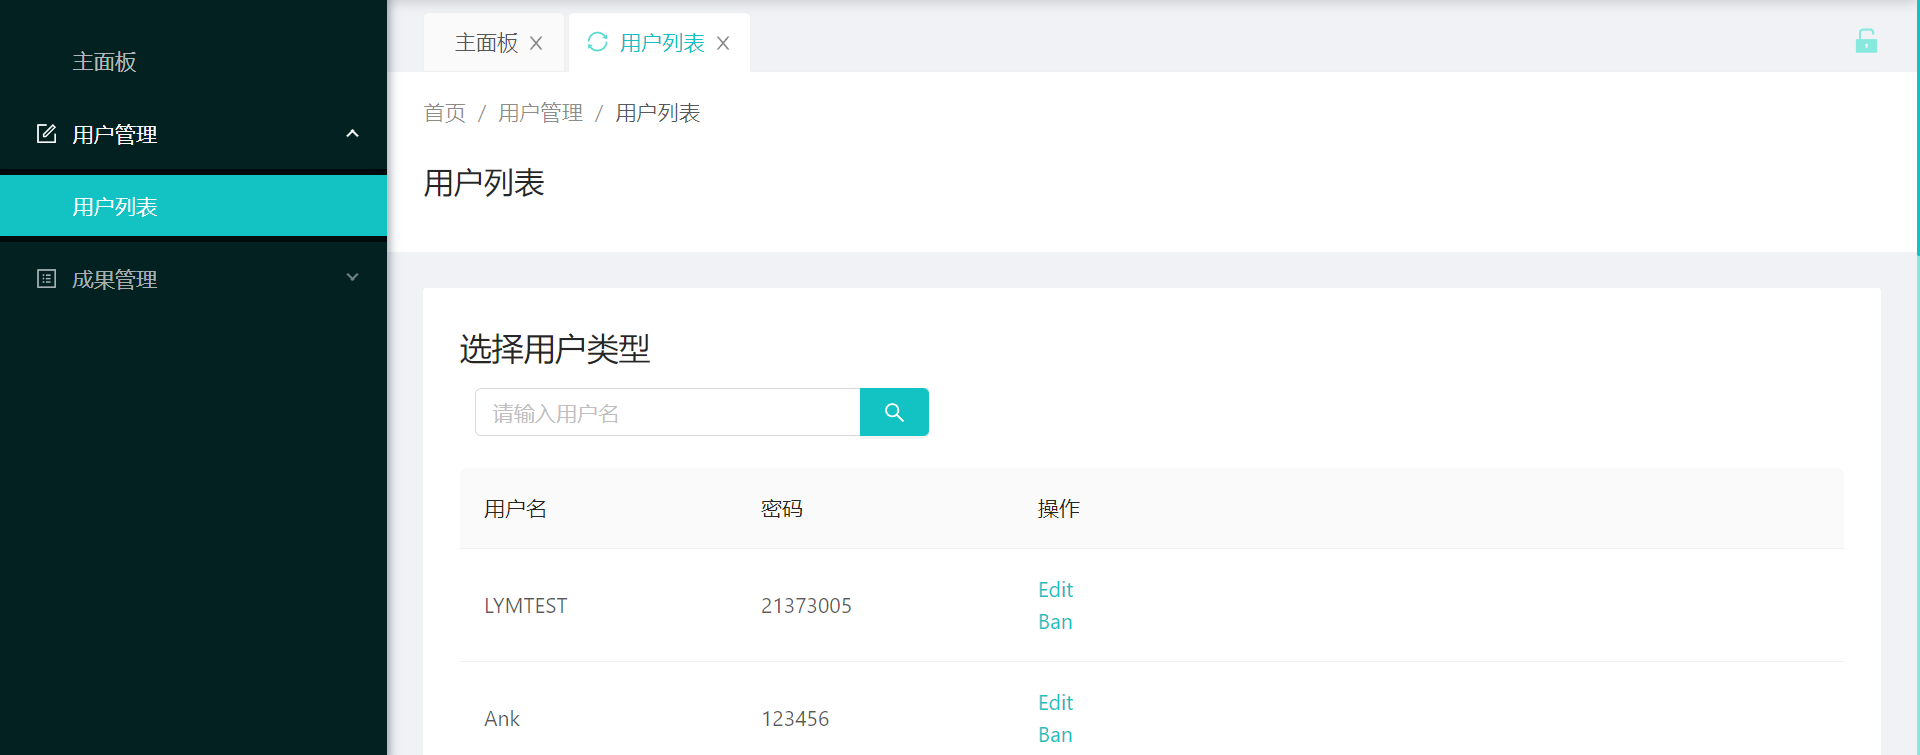 主面板
用户管理
用户列表
成果管理
主面板
用户列表
首页 / 用户管理 / 用户列表
用户列表
选择用户类型
请输入用户名
用户名 密码 操作
LYMTEST 21373005 Edit
Ban
Ank 123456 Edit
Ban